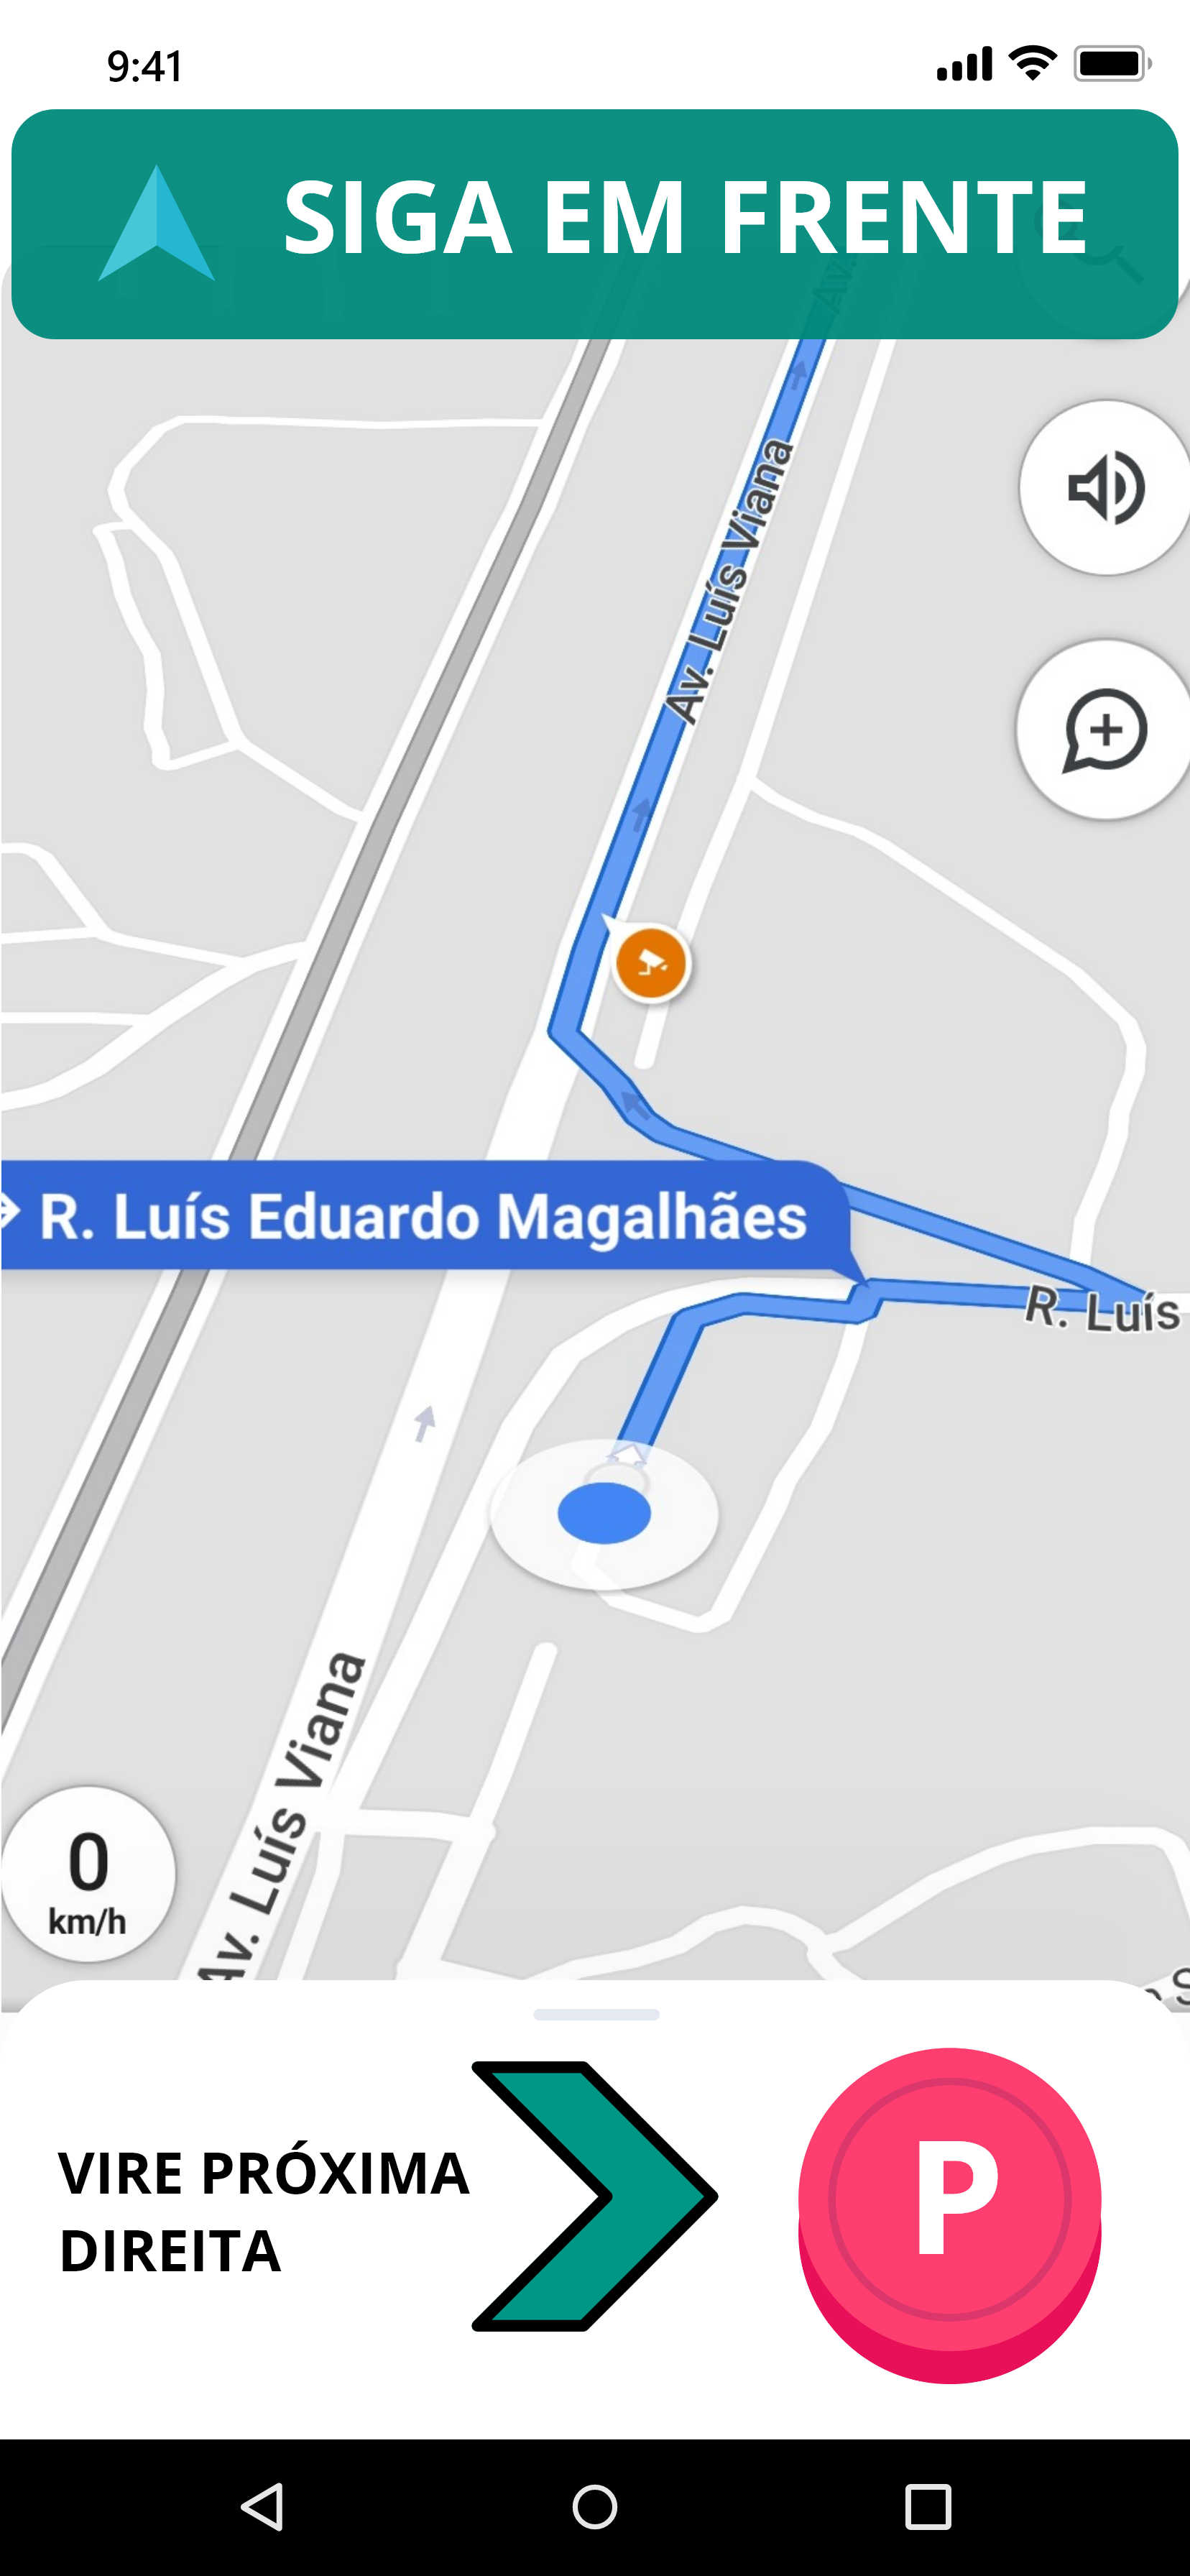 9:41
SIGA EM FRENTE
Av.
Av. Luís Viana
R. Luís Eduardo Magalhães
R. Luís
Av. Luís Viana
0
km/h
VIRE PRÓXIMA
DIREITA
P